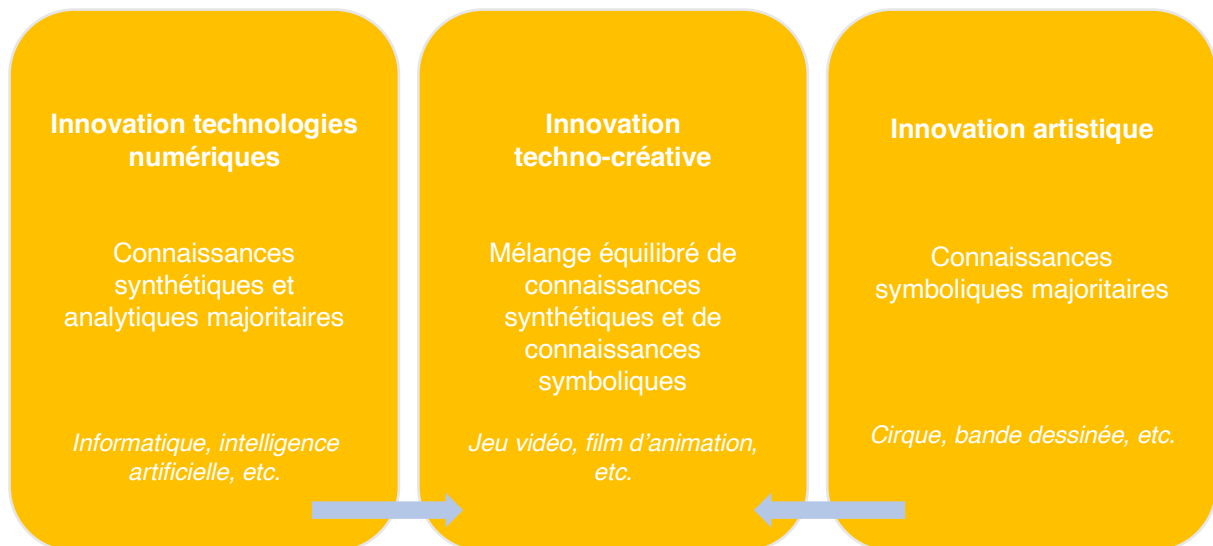 Innovation technologies
numériques
Connaissances
synthétiques et
analytiques majoritaires
Informatique, intelligence
artificielle, etc.
Innovation
techno-créative
Mélange équilibré de
connaissances
synthétiques et de
connaissances
symboliques
Jeu vidéo, film d’animation,
etc.
Innovation artistique
Connaissances
symboliques majoritaires
Cirque, bande dessinée, etc.